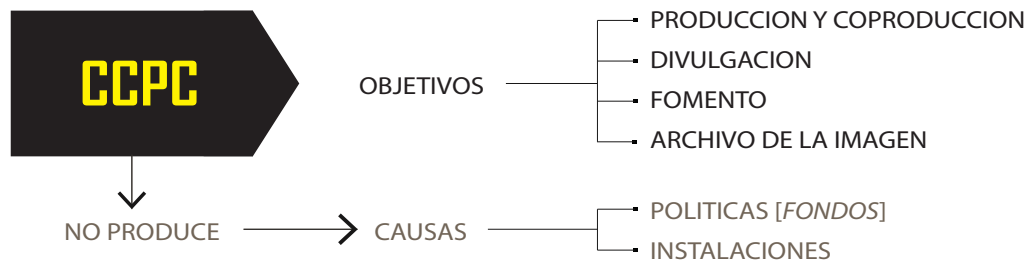 CCPC
OBJETIVOS
PRODUCCION Y COPRODUCCION
DIVULGACION
FOMENTO
ARCHIVO DE LA IMAGEN
NO PRODUCE
CAUSAS
POLITICAS [FONDOS]
INSTALACIONES